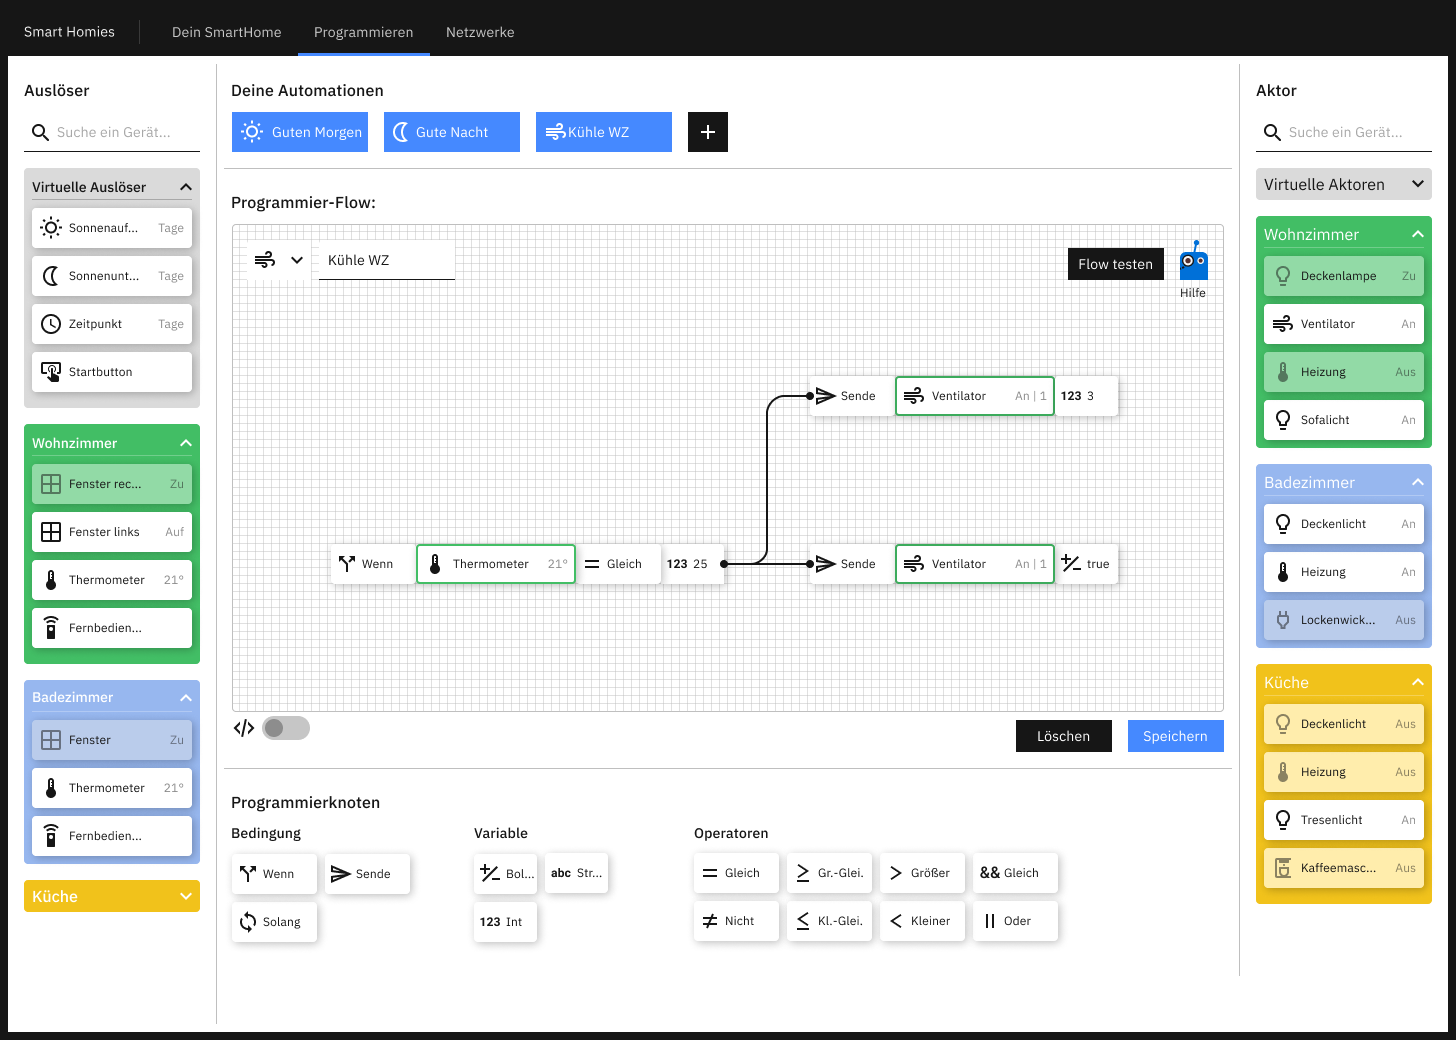 Smart Homies
Dein SmartHome
Programmieren
Netzwerke
Auslöser
Suche ein Gerät...
Virtuelle Auslöser
Sonnenauf... Tage
Sonnenunt... Tage
Zeitpunkt Tage
Startbutton
Wohnzimmer
Fenster rec... Zu
Fenster links Auf
Thermometer 21°
Fernbedien...
Badezimmer
Fenster Zu
Thermometer 21°
Fernbedien...
Küche
Deine Automationen
Guten Morgen
Gute Nacht
Kühle WZ
Programmier-Flow:
Kühle WZ
Flow testen
Hilfe
Sende Ventilator An | 1 123 3
Wenn Thermometer 21° Gleich 123 25 Sende Ventilator An | 1 true
Löschen
Speichern
Programmierknoten
Bedingung
Wenn
Sende
Solang
Variable
Bol...
abc Str...
123 Int
Operatoren
Gleich
Gr.-Glei.
Größer
&& Gleich
Nicht
Kl.-Glei.
Kleiner
Oder
Aktor
Suche ein Gerät...
Virtuelle Aktoren
Wohnzimmer
Deckenlampe Zu
Ventilator An
Heizung Aus
Sofalicht An
Badezimmer
Deckenlicht An
Heizung An
Lockenwick... Aus
Küche
Deckenlicht Aus
Heizung Aus
Tresenlicht An
Kaffeemasc... Aus